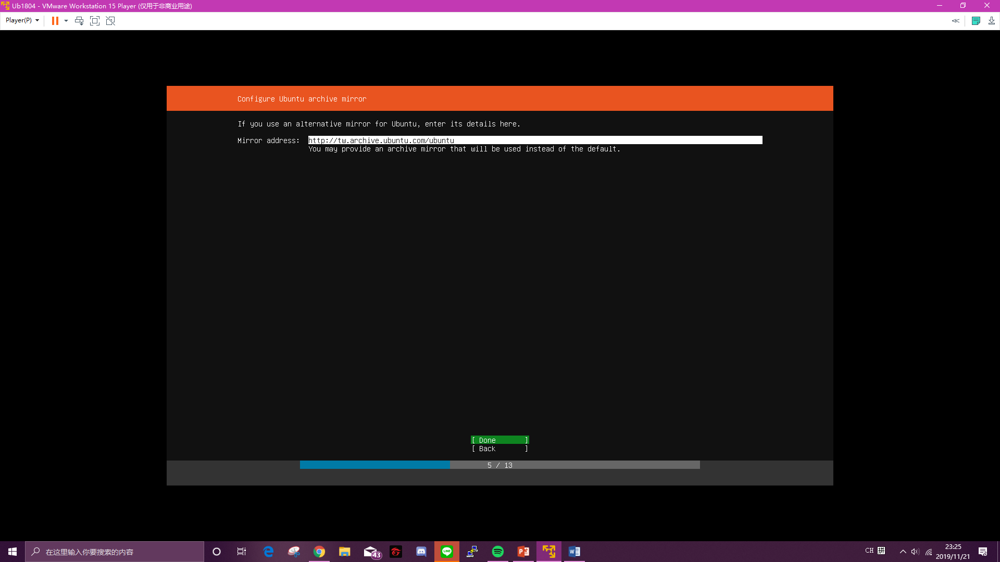 Ub1804 - VMware Workstation 15 Player (仅用于非商业用途)
Player(P)
Configure Ubuntu archive mirror
If you use an alternative mirror for Ubuntu, enter its details here.
Mirror address: http://tw.archive.ubuntu.com/ubuntu
You may provide an archive mirror that will be used instead of the default.
[ Done ]
[ Back ]
5 / 13
在这里输入你要搜索的内容
43
LINE
CH 拼
23:25
2019/11/21